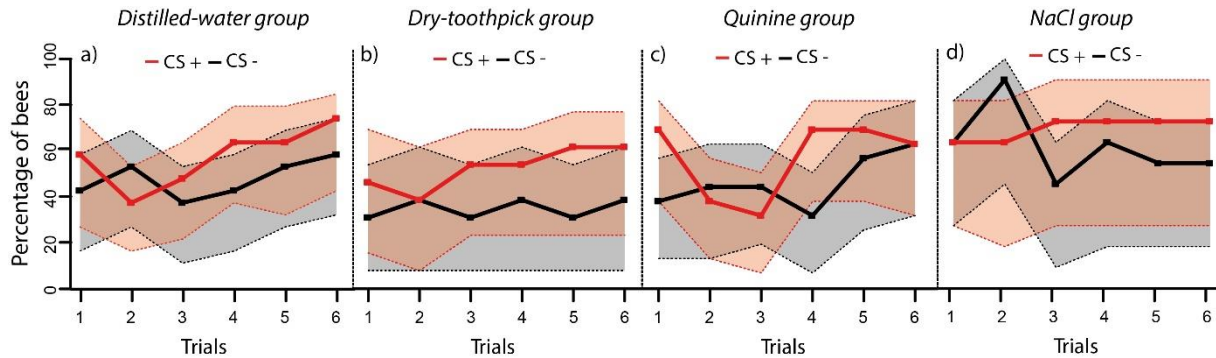 Distilled-water group
Dry-toothpick group
Quinine group
NaCl group
Percentage of bees
0 20 40 60 80 100
a) CS + CS -
b) CS + CS -
c) CS + CS -
d) CS + CS -
1 2 3 4 5 6
1 2 3 4 5 6
1 2 3 4 5 6
1 2 3 4 5 6
Trials
Trials
Trials
Trials